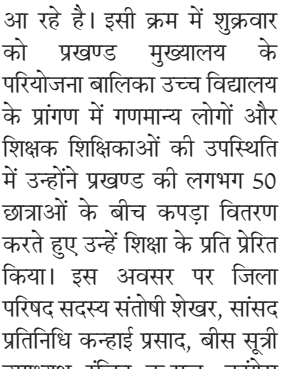 आ रहे है। इसी क्रम में शुक्रवार
को प्रखण्ड मुख्यालय के
परियोजना बालिका उच्च विद्यालय
के प्रांगण में गणमान्य लोगों और
शिक्षक शिक्षिकाओं की उपस्थिति
में उन्होंने प्रखण्ड की लगभग 50
छात्राओं के बीच कपड़ा वितरण
करते हुए उन्हें शिक्षा के प्रति प्रेरित
किया। इस अवसर पर जिला
परिषद सदस्य संतोषी शेखर, सांसद
प्रतिनिधि कन्हाई प्रसाद, बीस सूत्री